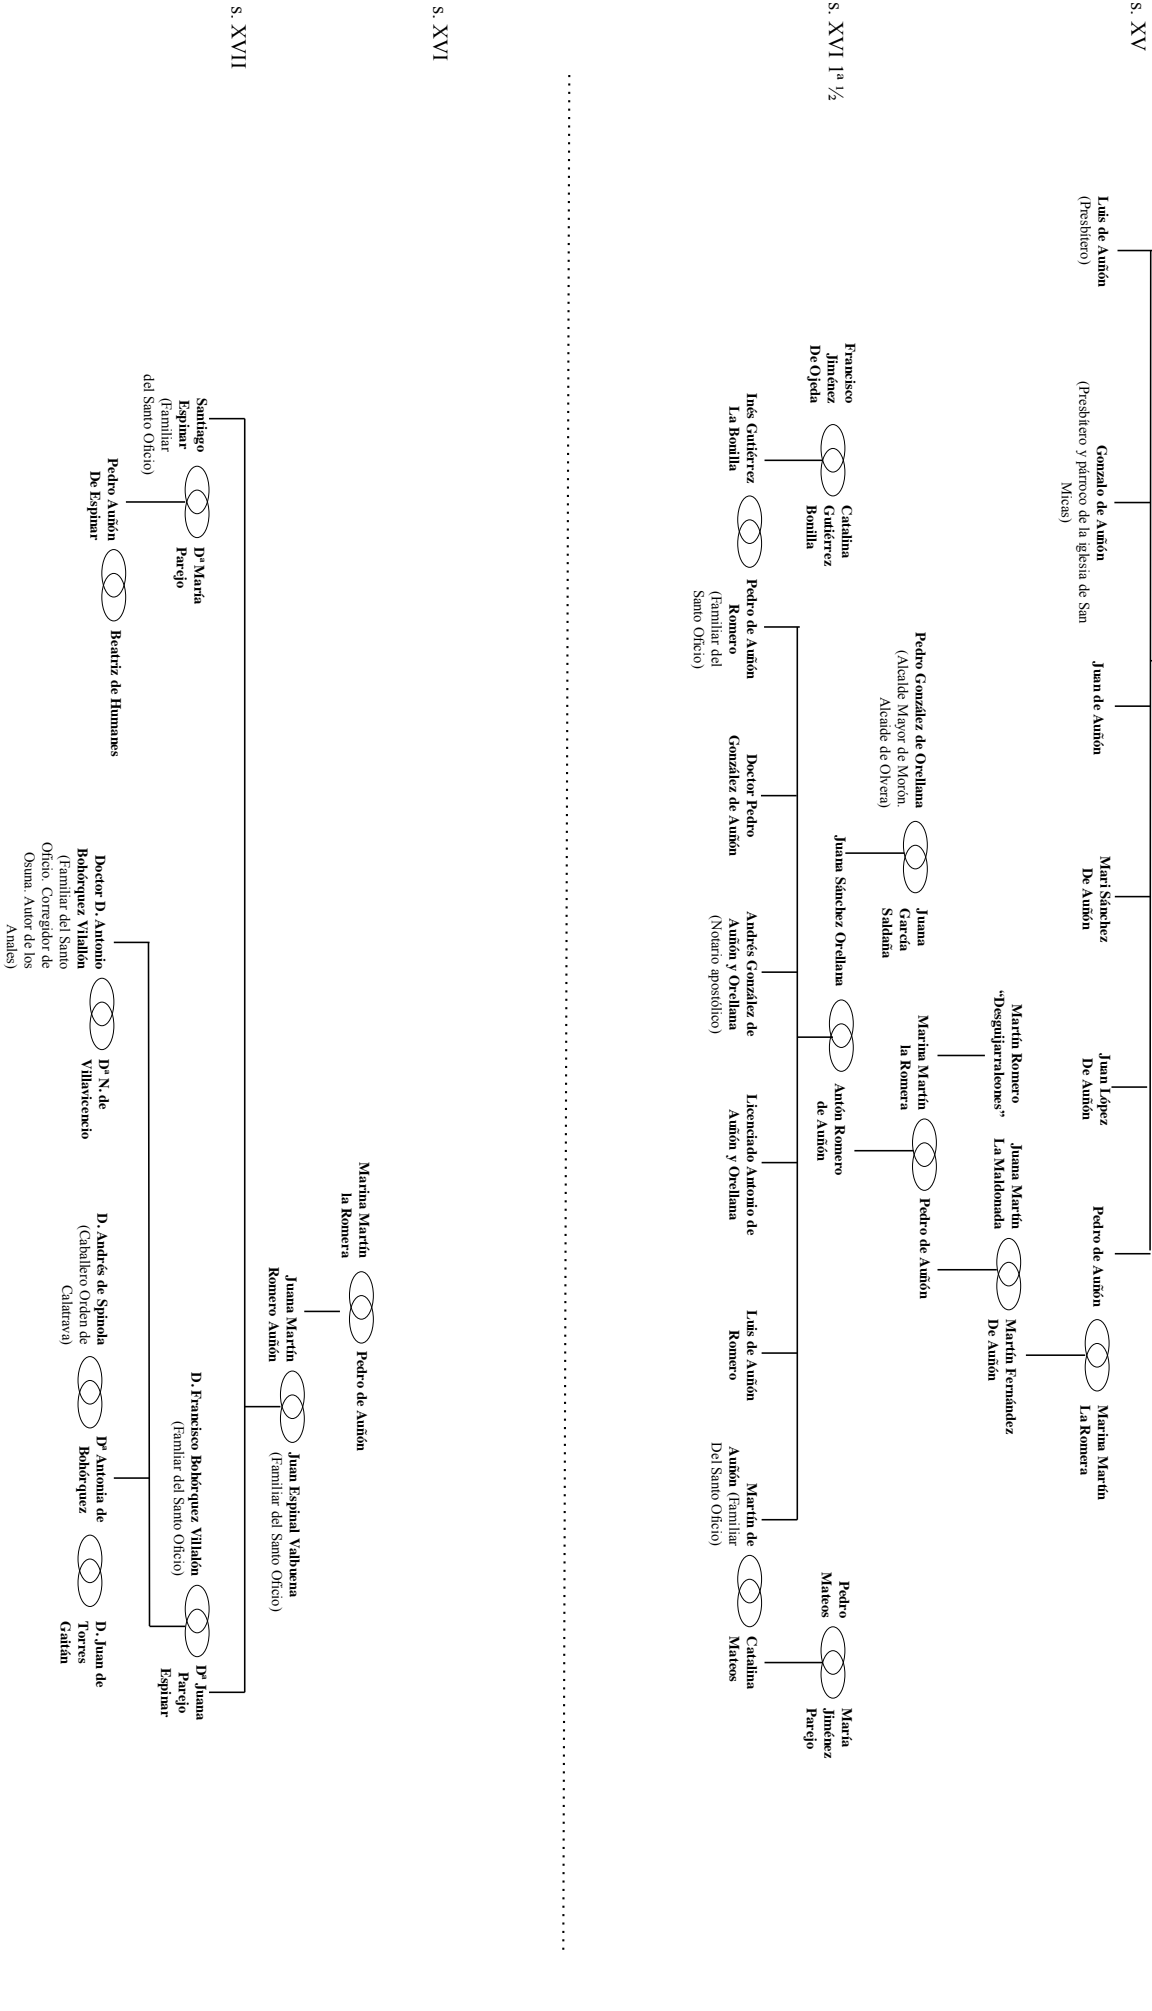 s. XV
Luis de Auñón
(Presbítero)
Gonzalo de Auñón
(Presbítero y párroco de la iglesia de San
Micas)
Juan de Auñón
Mari Sánchez
De Auñón
Juan López
De Auñón
Pedro de Auñón
Marina Martín
La Romera
Martín Romero
“Desguijarraleones”
Juana Martín
La Maldonada
Martín Fernández
De Auñón
Pedro González de Orellana
(Alcalde Mayor de Morón.
Alcaide de Olvera)
Juana
García
Saldaña
Marina Martín
la Romera
Pedro de Auñón
s. XVI 1ª ½
Francisco
Jiménez
De Ojeda
Catalina
Gutiérrez
Bonilla
Juana Sánchez Orellana
Antón Romero
de Auñón
Pedro
Mateos
María
Jiménez
Parejo
Inés Gutiérrez
La Bonilla
Pedro de Auñón
Romero
(Familiar del
Santo Oficio)
Doctor Pedro
González de Auñón
Andrés González de
Auñón y Orellana
(Notario apostólico)
Licenciado Antonio de
Auñón y Orellana
Luis de Auñón
Romero
Martín de
Auñón (Familiar
Del Santo Oficio)
Catalina
Mateos
s. XVI
Marina Martín
la Romera
Pedro de Auñón
Juana Martín
Romero Auñón
Juan Espinal Valbuena
(Familiar del Santo Oficio)
s. XVII
Santiago
Espinar
(Familiar
del Santo Oficio)
Dª María
Parejo
D. Francisco Bohórquez Villalón
(Famliar del Santo Oficio)
Dª Juana
Parejo
Espinar
Pedro Auñón
De Espinar
Beatriz de Humanes
Doctor D. Antonio
Bohórquez Vilallón
(Familiar del Santo
Oficio. Corregidor de
Osuna. Autor de los
Anales)
Dª N. de
Villavicencio
D. Andrés de Spinola
(Caballero Orden de
Calatrava)
Dª Antonia de
Bohórquez
D. Juan de
Torres
Gaitán